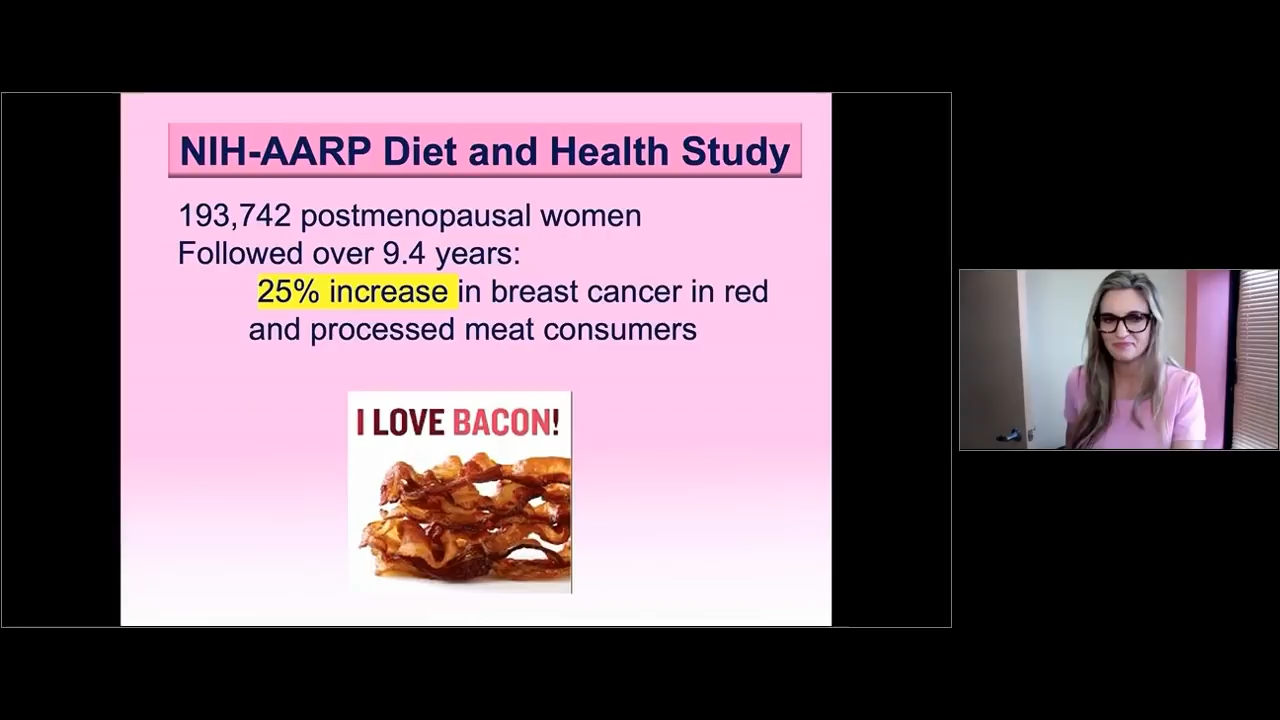 NIH-AARP Diet and Health Study
193,742 postmenopausal women
Followed over 9.4 years:
25% increase in breast cancer in red
and processed meat consumers
I LOVE BACON!